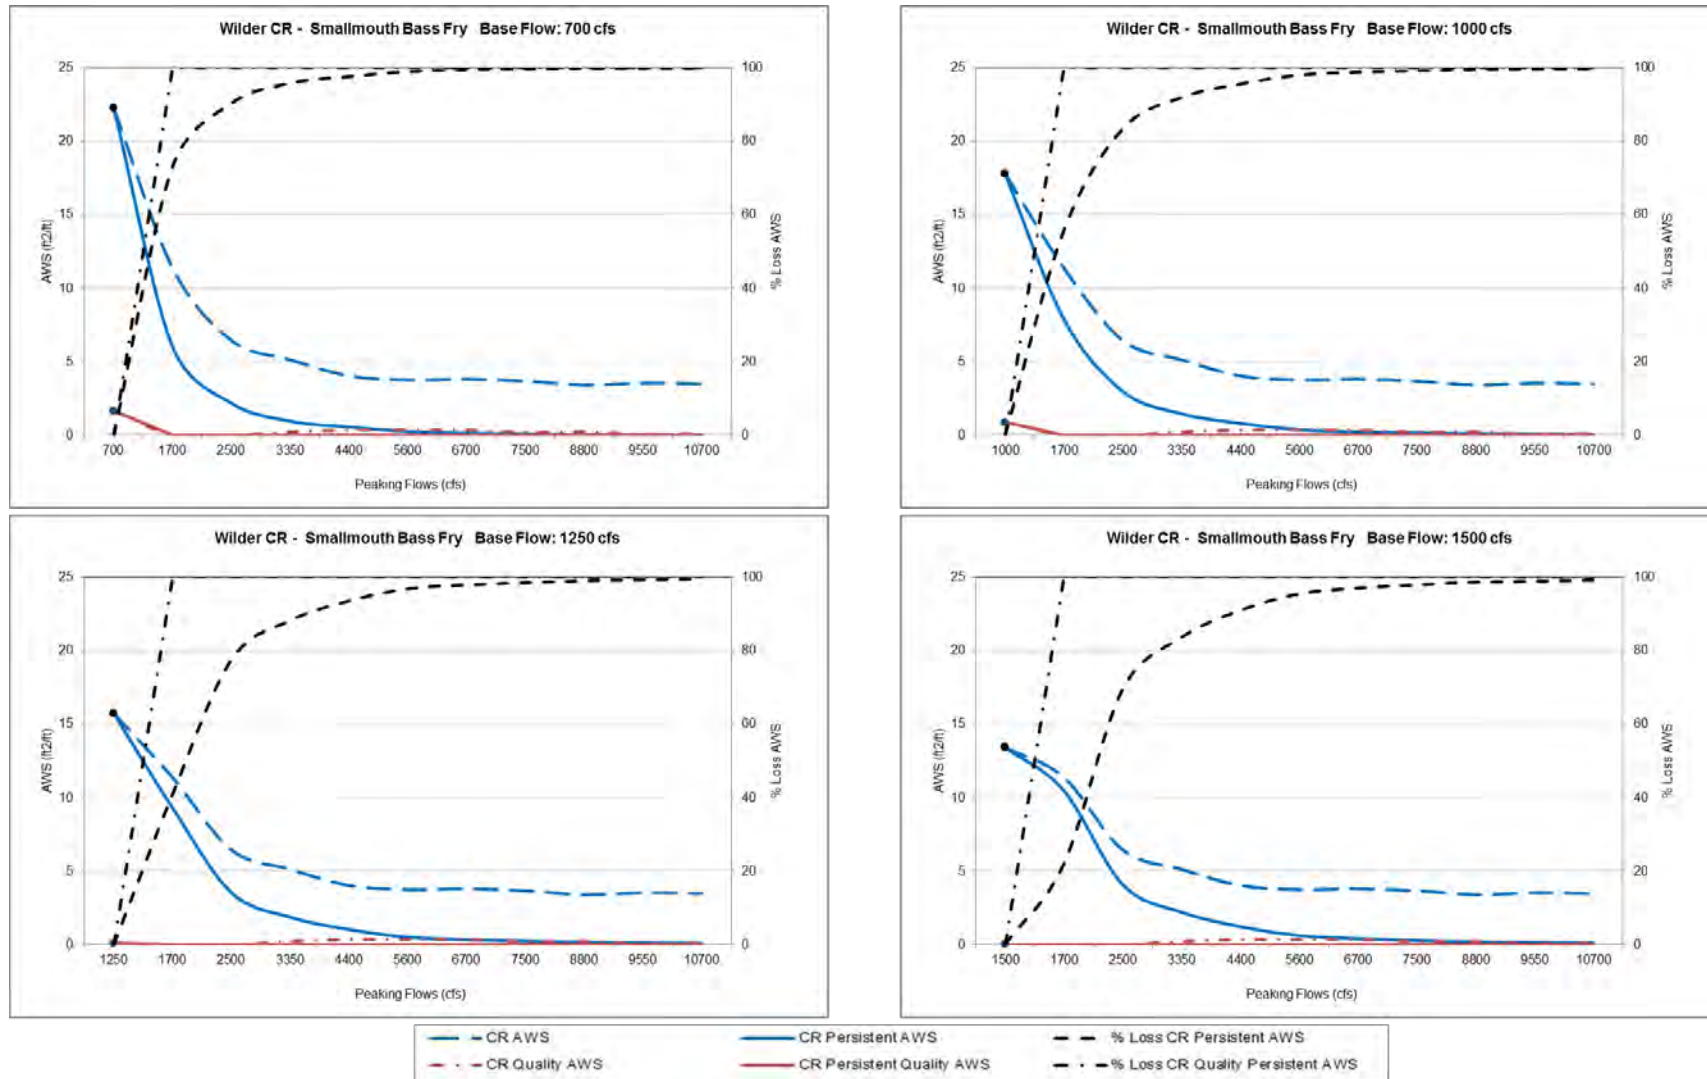 Wilder CR - Smallmouth Bass Fry Base Flow: 700 cfs
25
20
15
10
5
0
AWS (ft2/ft)
100
80
60
40
20
0
% Loss AWS
700 1700 2500 3350 4400 5600 6700 7500 8800 9550 10700
Peaking Flows (cfs)
Wilder CR - Smallmouth Bass Fry Base Flow: 1000 cfs
25
20
15
10
5
0
AWS (ft2/ft)
100
80
60
40
20
0
% Loss AWS
1000 1700 2500 3350 4400 5600 6700 7500 8800 9550 10700
Peaking Flows (cfs)
Wilder CR - Smallmouth Bass Fry Base Flow: 1250 cfs
25
20
15
10
5
0
AWS (ft2/ft)
100
80
60
40
20
0
% Loss AWS
1250 1700 2500 3350 4400 5600 6700 7500 8800 9550 10700
Peaking Flows (cfs)
Wilder CR - Smallmouth Bass Fry Base Flow: 1500 cfs
25
20
15
10
5
0
AWS (ft2/ft)
100
80
60
40
20
0
% Loss AWS
1500 1700 2500 3350 4400 5600 6700 7500 8800 9550 10700
Peaking Flows (cfs)
CR AWS CR Persistent AWS % Loss CR Persistent AWS
CR Quality AWS CR Persistent Quality AWS % Loss CR Quality Persistent AWS